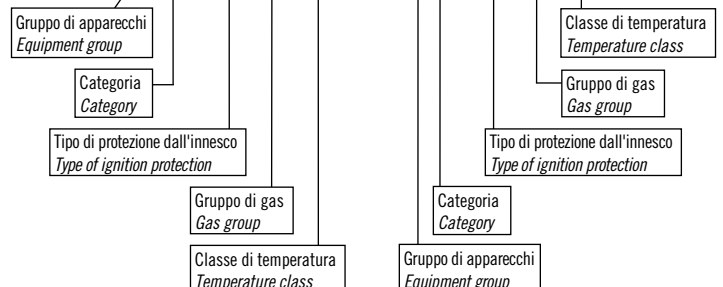 Gruppo di apparecchi
Equipment group
Categoria
Category
Tipo di protezione dall'innesco
Type of ignition protection
Gruppo di gas
Gas group
Classe di temperatura
Temperature class
Classe di temperatura
Temperature class
Gruppo di gas
Gas group
Tipo di protezione dall'innesco
Type of ignition protection
Categoria
Category
Gruppo di apparecchi
Equipment group